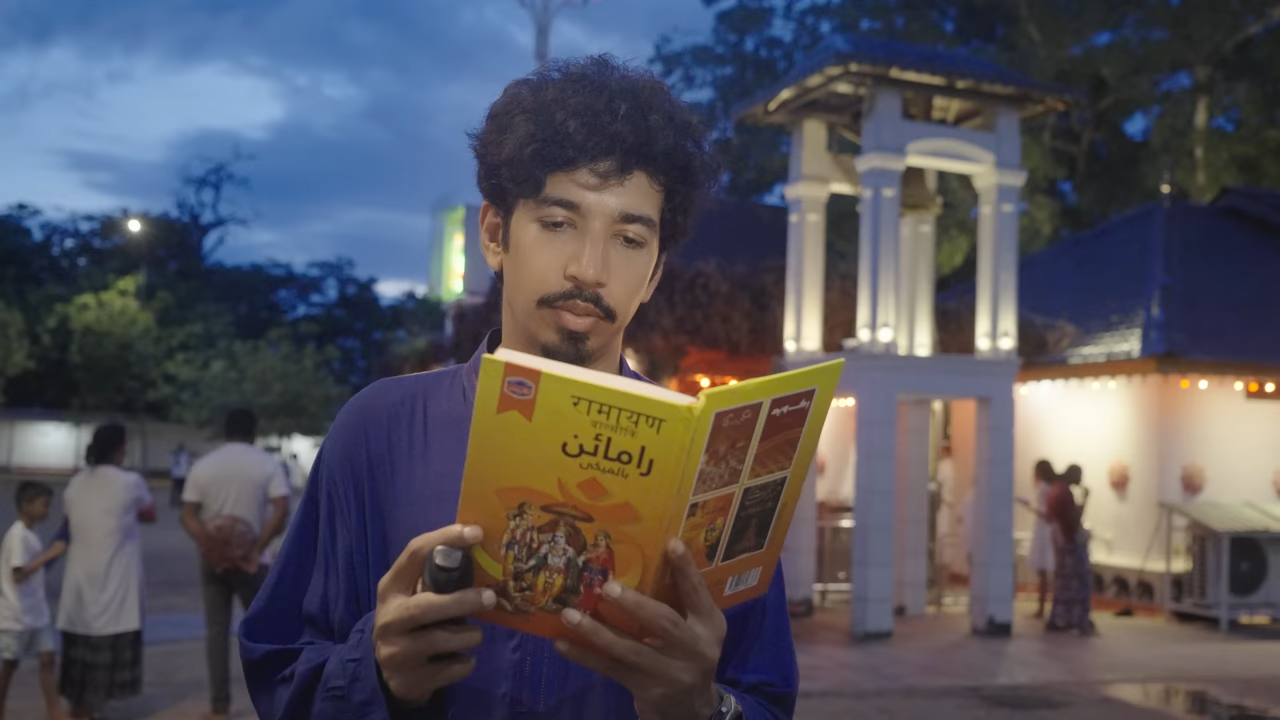 रामायण
वाल्मीकि
رامائن
بالمیکی